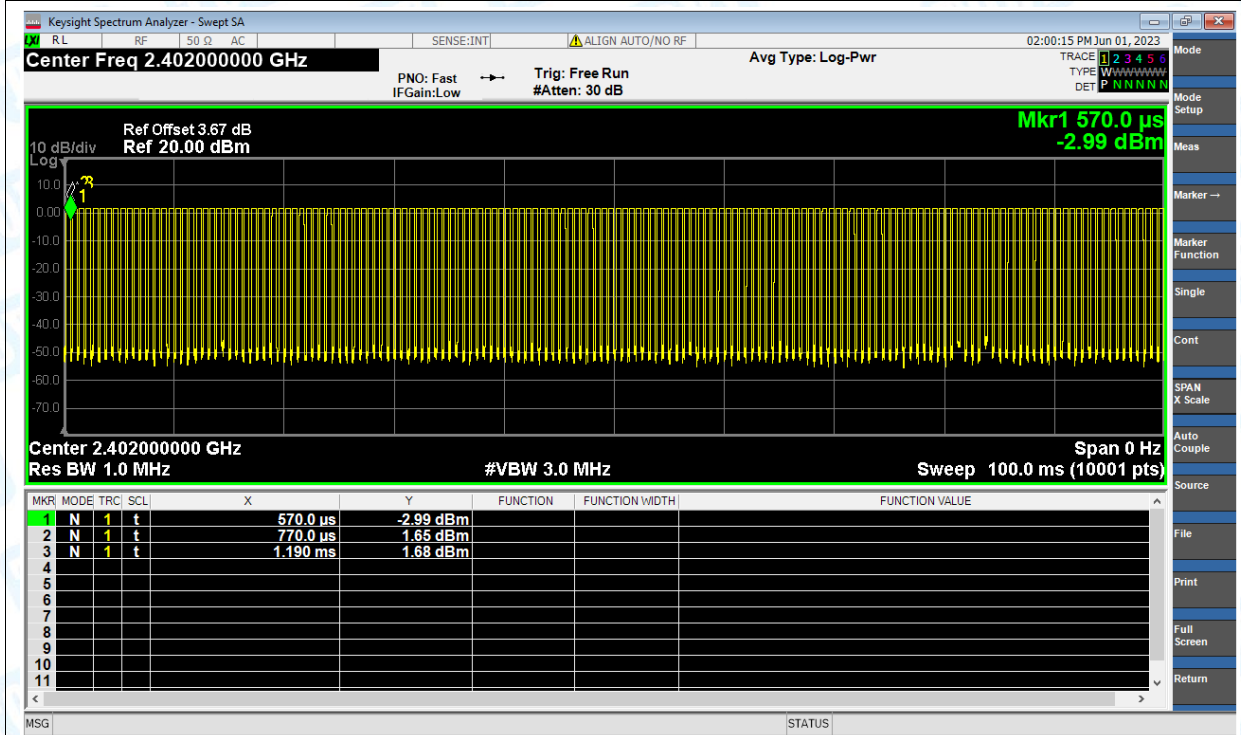 Keysight Spectrum Analyzer - Swept SA
LXI RL RF 50 Ω AC SENSE:INT ALIGN AUTO/NO RF 02:00:15 PM Jun 01, 2023
Center Freq 2.402000000 GHz
PNO: Fast
IFGain:Low
Trig: Free Run
#Atten: 30 dB
Avg Type: Log-Pwr
TRACE 1 2 3 4 5 6
TYPE WWWWWW
DET P N N N N N
Ref Offset 3.67 dB
10 dB/div Ref 20.00 dBm
Log
Mkr1 570.0 µs
-2.99 dBm
10.0
0.00
-10.0
-20.0
-30.0
-40.0
-50.0
-60.0
-70.0
1
Center 2.402000000 GHz Span 0 Hz
Res BW 1.0 MHz #VBW 3.0 MHz Sweep 100.0 ms (10001 pts)
MKR MODE TRC SCL X Y FUNCTION FUNCTION WIDTH FUNCTION VALUE
1 N 1 t 570.0 µs -2.99 dBm
2 N 1 t 770.0 µs 1.65 dBm
3 N 1 t 1.190 ms 1.68 dBm
4
5
6
7
8
9
10
11
MSG STATUS
Mode
Mode
Setup
Meas
Marker →
Marker
Function
Single
Cont
SPAN
X Scale
Auto
Couple
Source
File
Print
Full
Screen
Return